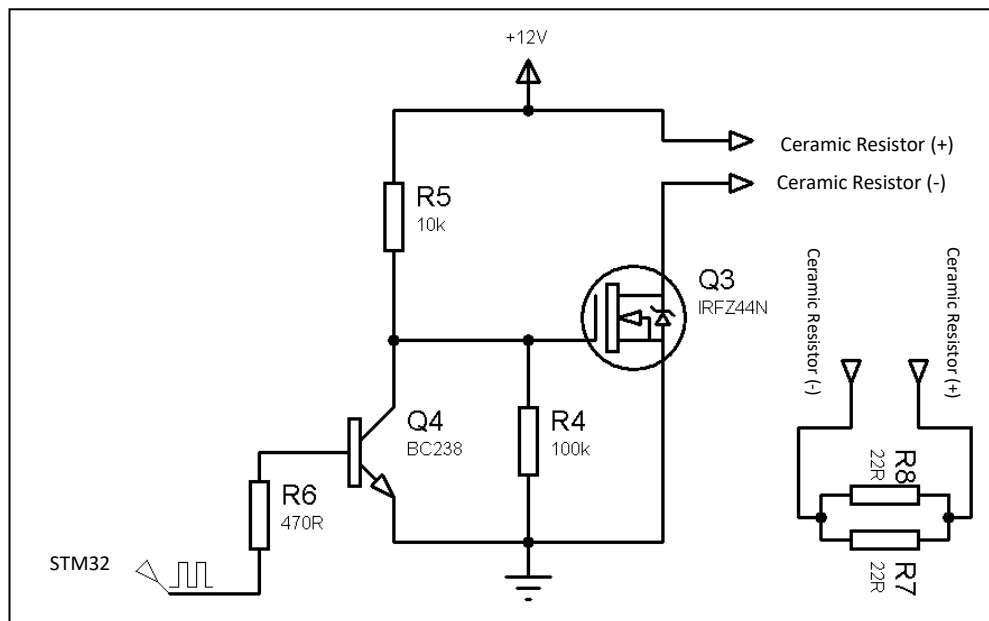 +12V
Ceramic Resistor (+)
Ceramic Resistor (-)
R5
10k
Q3
IRFZ44N
Ceramic Resistor (-)
Ceramic Resistor (+)
Q4
BC238
R4
100k
R6
470R
R8
22R
R7
22R
STM32